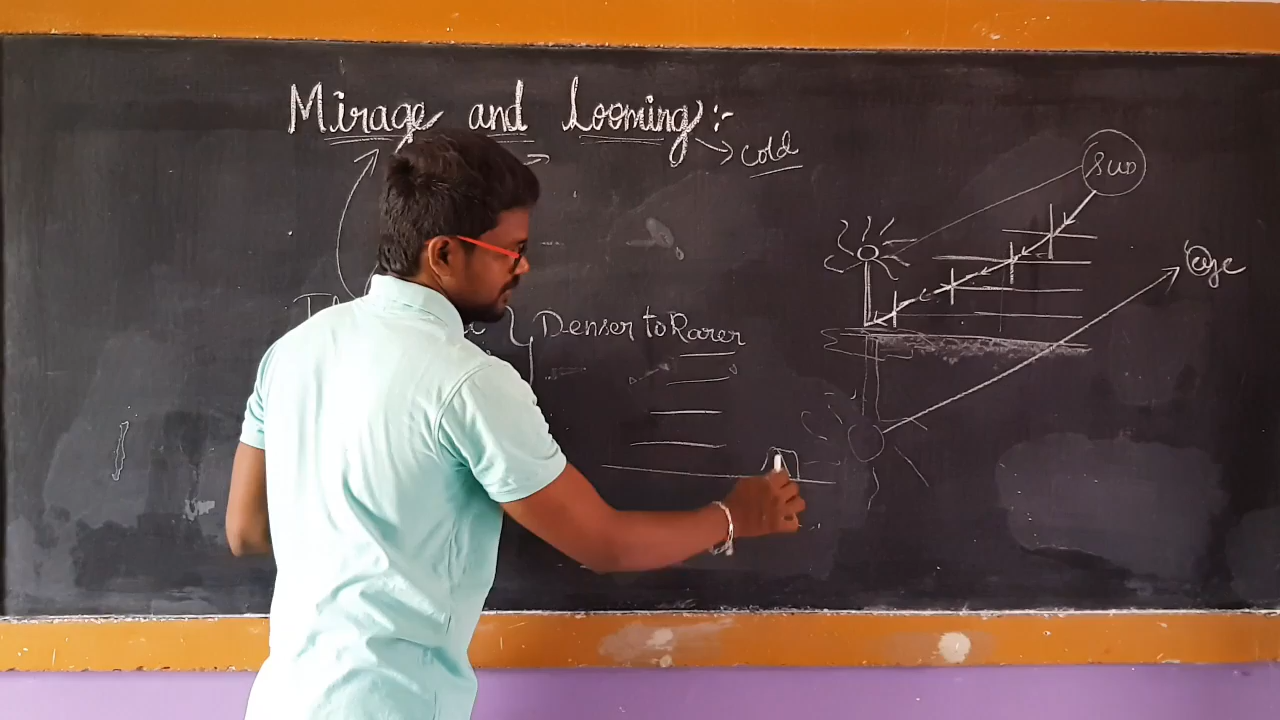 Mirage and Looming :-
cold
Sun
Eye
Denser to Rarer